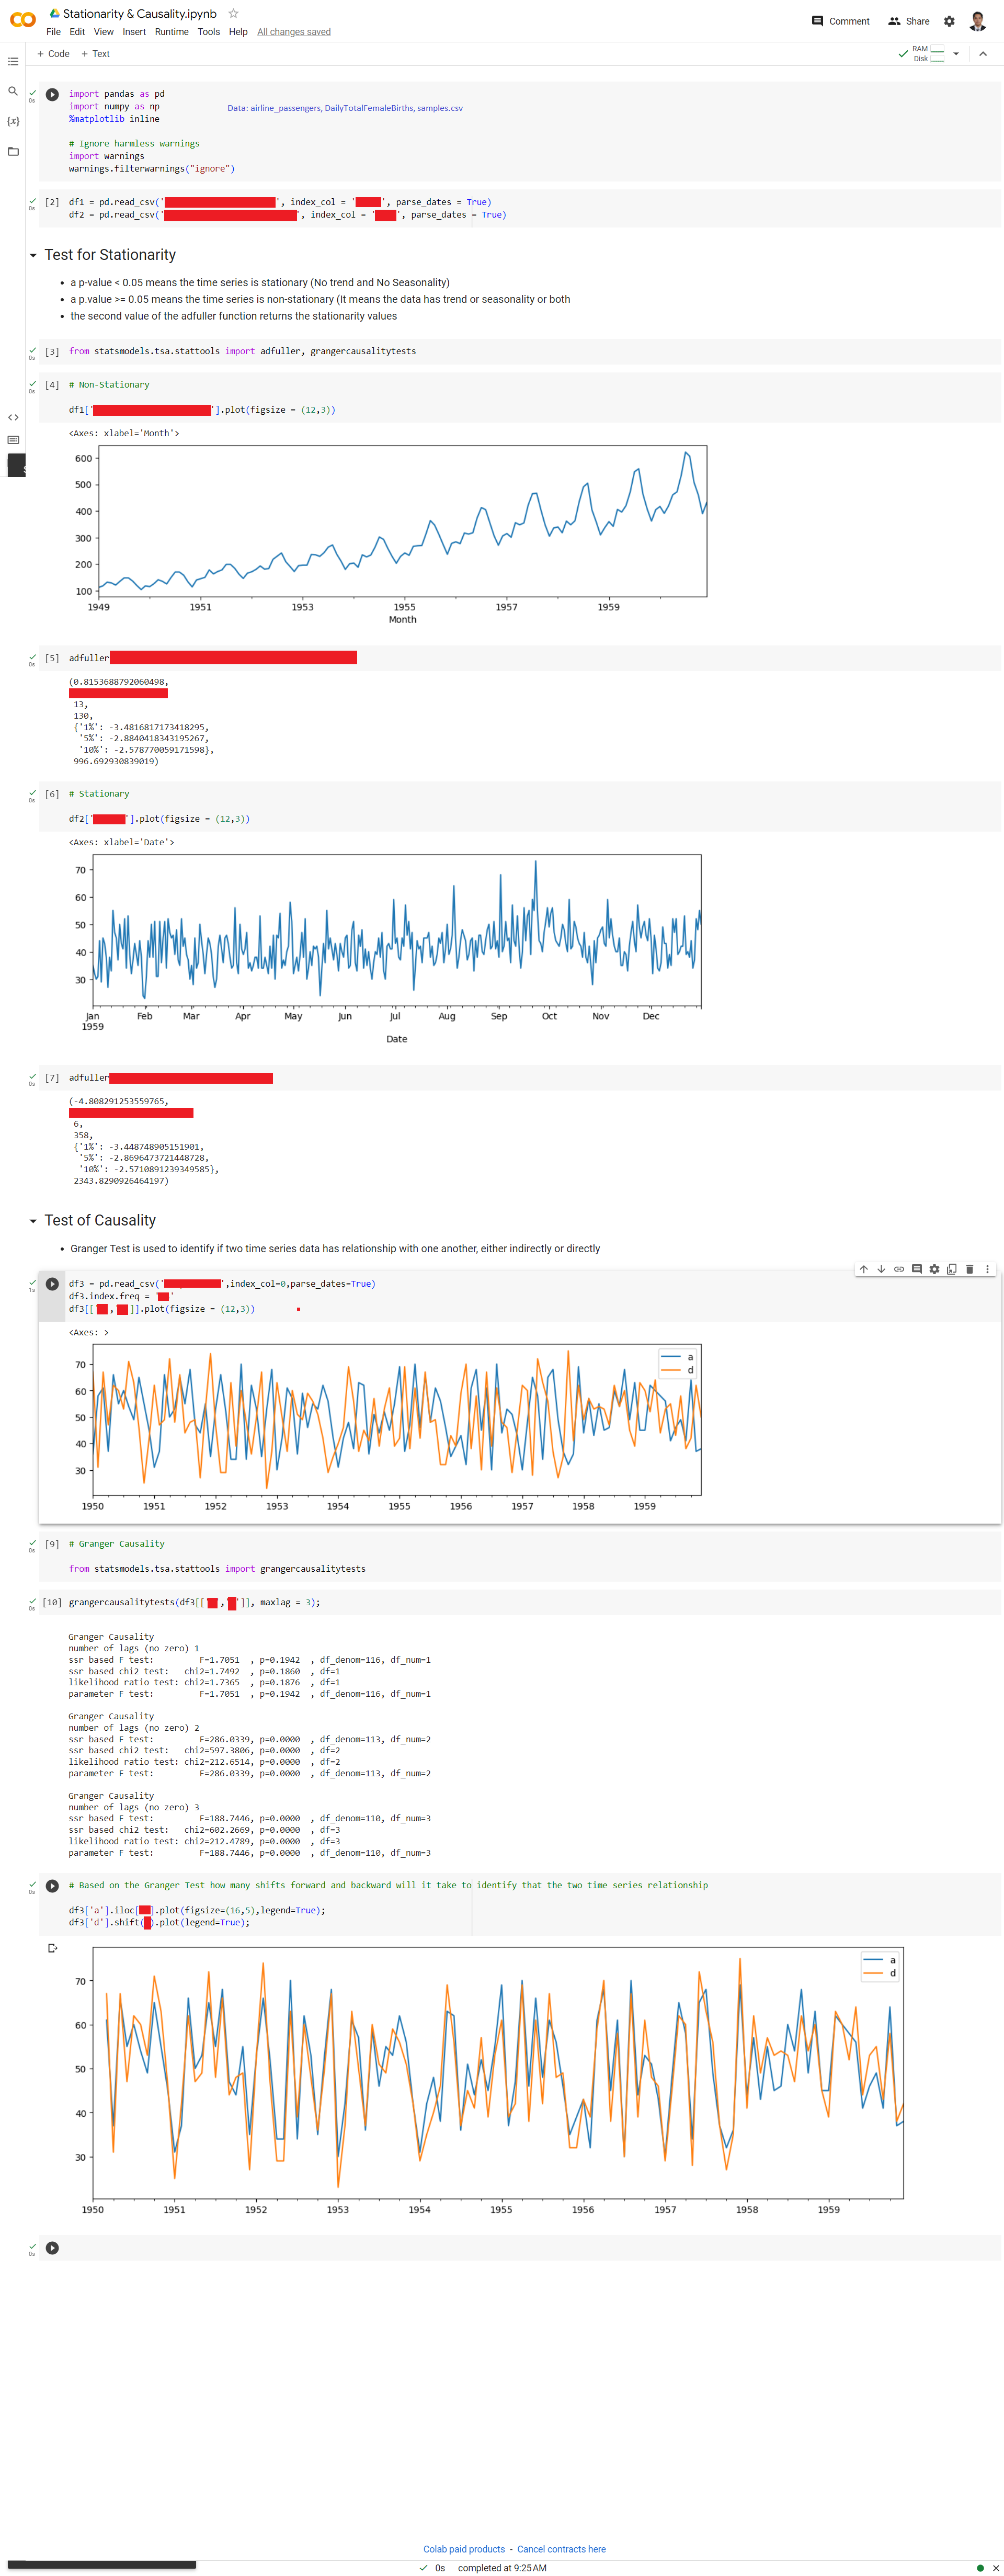 Stationarity & Causality.ipynb
File Edit View Insert Runtime Tools Help All changes saved
Comment Share
+ Code + Text
RAM
Disk
0s
import pandas as pd
import numpy as np
%matplotlib inline
Data: airline_passengers, DailyTotalFemaleBirths, samples.csv
# Ignore harmless warnings
import warnings
warnings.filterwarnings("ignore")
0s
[2] df1 = pd.read_csv(' ', index_col = ' ', parse_dates = True)
df2 = pd.read_csv(' ', index_col = ' ', parse_dates = True)
Test for Stationarity
• a p-value < 0.05 means the time series is stationary (No trend and No Seasonality)
• a p.value >= 0.05 means the time series is non-stationary (It means the data has trend or seasonality or both
• the second value of the adfuller function returns the stationarity values
0s
[3] from statsmodels.tsa.stattools import adfuller, grangercausalitytests
0s
[4] # Non-Stationary
df1[' '].plot(figsize = (12,3))
<Axes: xlabel='Month'>
600
500
400
300
200
100
1949 1951 1953 1955 1957 1959
Month
0s
[5] adfuller
(0.8153688792060498,
13,
130,
{'1%': -3.4816817173418295,
'5%': -2.8840418343195267,
'10%': -2.578770059171598},
996.692930839019)
0s
[6] # Stationary
df2[' '].plot(figsize = (12,3))
<Axes: xlabel='Date'>
70
60
50
40
30
Jan Feb Mar Apr May Jun Jul Aug Sep Oct Nov Dec
1959
Date
0s
[7] adfuller
(-4.808291253559765,
6,
358,
{'1%': -3.448748905151901,
'5%': -2.8696473721448728,
'10%': -2.5710891239349585},
2343.8290926464197)
Test of Causality
• Granger Test is used to identify if two time series data has relationship with one another, either indirectly or directly
1s
df3 = pd.read_csv(' ',index_col=0,parse_dates=True)
df3.index.freq = ' '
df3[[' ',' ']].plot(figsize = (12,3))
<Axes: >
a
d
70
60
50
40
30
1950 1951 1952 1953 1954 1955 1956 1957 1958 1959
0s
[9] # Granger Causality
from statsmodels.tsa.stattools import grangercausalitytests
0s
[10] grangercausalitytests(df3[[' ',' ']], maxlag = 3);
Granger Causality
number of lags (no zero) 1
ssr based F test: F=1.7051 , p=0.1942 , df_denom=116, df_num=1
ssr based chi2 test: chi2=1.7492 , p=0.1860 , df=1
likelihood ratio test: chi2=1.7365 , p=0.1876 , df=1
parameter F test: F=1.7051 , p=0.1942 , df_denom=116, df_num=1
Granger Causality
number of lags (no zero) 2
ssr based F test: F=286.0339, p=0.0000 , df_denom=113, df_num=2
ssr based chi2 test: chi2=597.3806, p=0.0000 , df=2
likelihood ratio test: chi2=212.6514, p=0.0000 , df=2
parameter F test: F=286.0339, p=0.0000 , df_denom=113, df_num=2
Granger Causality
number of lags (no zero) 3
ssr based F test: F=188.7446, p=0.0000 , df_denom=110, df_num=3
ssr based chi2 test: chi2=602.2669, p=0.0000 , df=3
likelihood ratio test: chi2=212.4789, p=0.0000 , df=3
parameter F test: F=188.7446, p=0.0000 , df_denom=110, df_num=3
0s
# Based on the Granger Test how many shifts forward and backward will it take to identify that the two time series relationship
df3['a'].iloc[ ].plot(figsize=(16,5),legend=True);
df3['d'].shift( ).plot(legend=True);
a
d
70
60
50
40
30
1950 1951 1952 1953 1954 1955 1956 1957 1958 1959
0s
Colab paid products - Cancel contracts here
0s completed at 9:25 AM